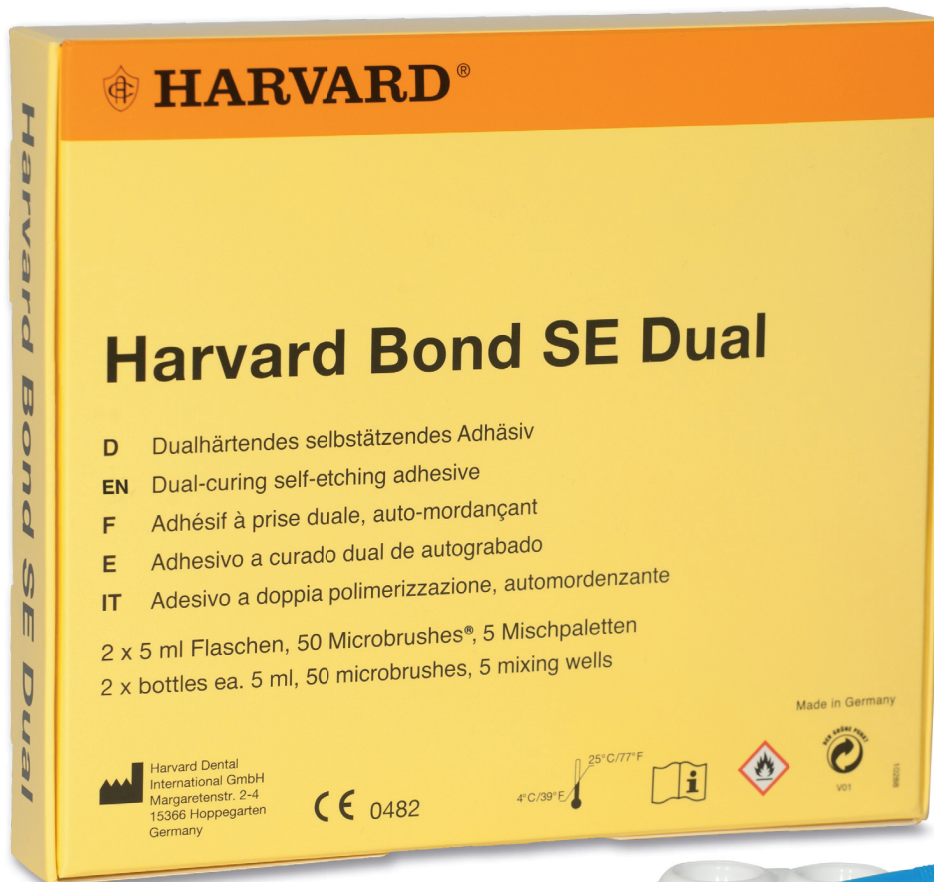 HARVARD®
Harvard Bond SE Dual
Harvard Bond SE Dual
D Dualhärtendes selbstätzendes Adhäsiv
EN Dual-curing self-etching adhesive
F Adhésif à prise duale, auto-mordançant
E Adhesivo a curado dual de autograbado
IT Adesivo a doppia polimerizzazione, automordenzante
2 x 5 ml Flaschen, 50 Microbrushes®, 5 Mischpaletten
2 x bottles ea. 5 ml, 50 microbrushes, 5 mixing wells
Made in Germany
Harvard Dental
International GmbH
Margaretenstr. 2-4
15366 Hoppegarten
Germany
CE 0482
25°C/77°F
4°C/39°F
i
DER GRÜNE PUNKT
V01